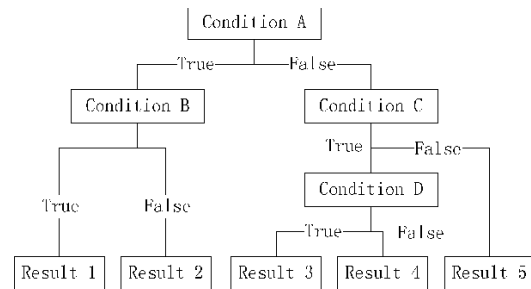 Condition A
True False
Condition B Condition C
True False
Condition D
True False
True False
Result 1 Result 2 Result 3 Result 4 Result 5